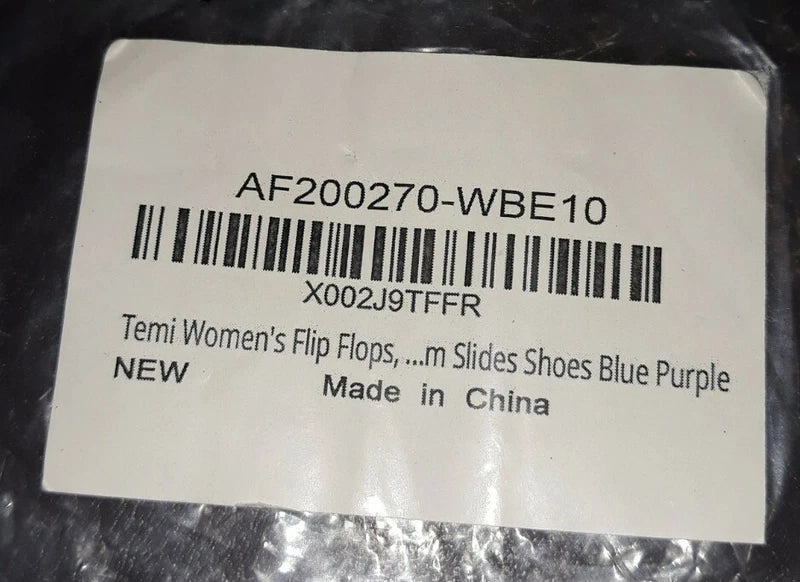 AF200270-WBE10
X002J9TFFR
Temi Women's Flip Flops, ...m Slides Shoes Blue Purple
NEW
Made in China